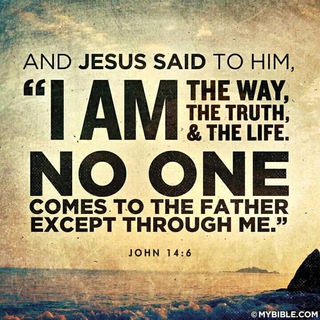 AND JESUS SAID TO HIM,
“I AM THE WAY,
THE TRUTH,
& THE LIFE.
NO ONE
COMES TO THE FATHER
EXCEPT THROUGH ME.”
JOHN 14:6
© MYBIBLE.COM